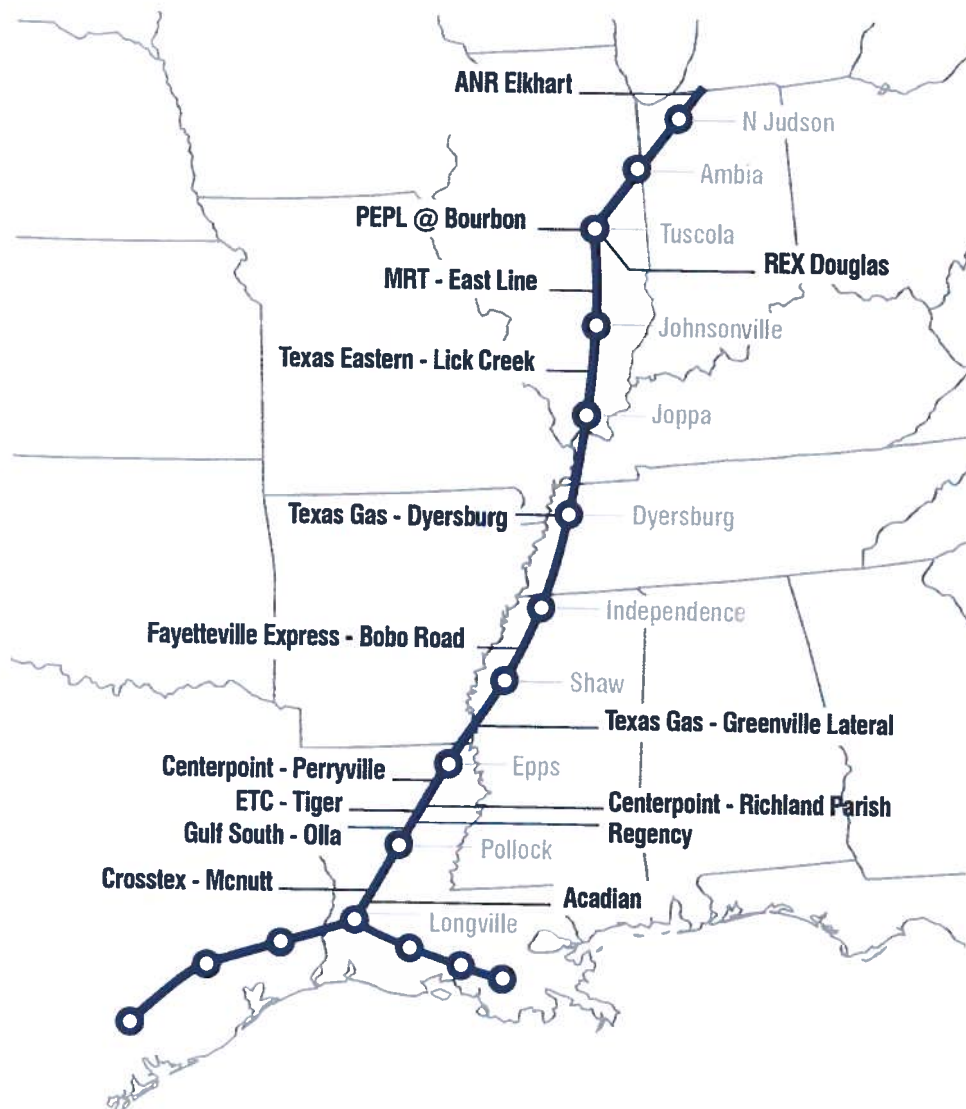 ANR Elkhart
N Judson
Ambia
PEPL @ Bourbon
Tuscola
REX Douglas
MRT - East Line
Johnsonville
Texas Eastern - Lick Creek
Joppa
Texas Gas - Dyersburg
Dyersburg
Independence
Fayetteville Express - Bobo Road
Shaw
Texas Gas - Greenville Lateral
Centerpoint - Perryville
Epps
ETC - Tiger
Centerpoint - Richland Parish
Gulf South - Olla
Regency
Pollock
Crosstex - Mcnutt
Acadian
Longville